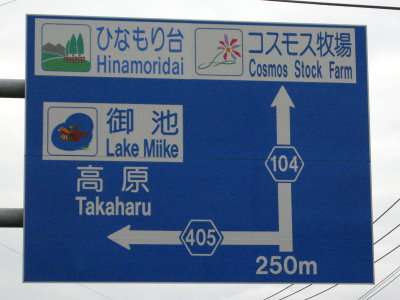 ひなもり台
Hinamoridai
コスモス牧場
Cosmos Stock Farm
御池
Lake Miike
高原
Takaharu
104
405
250m